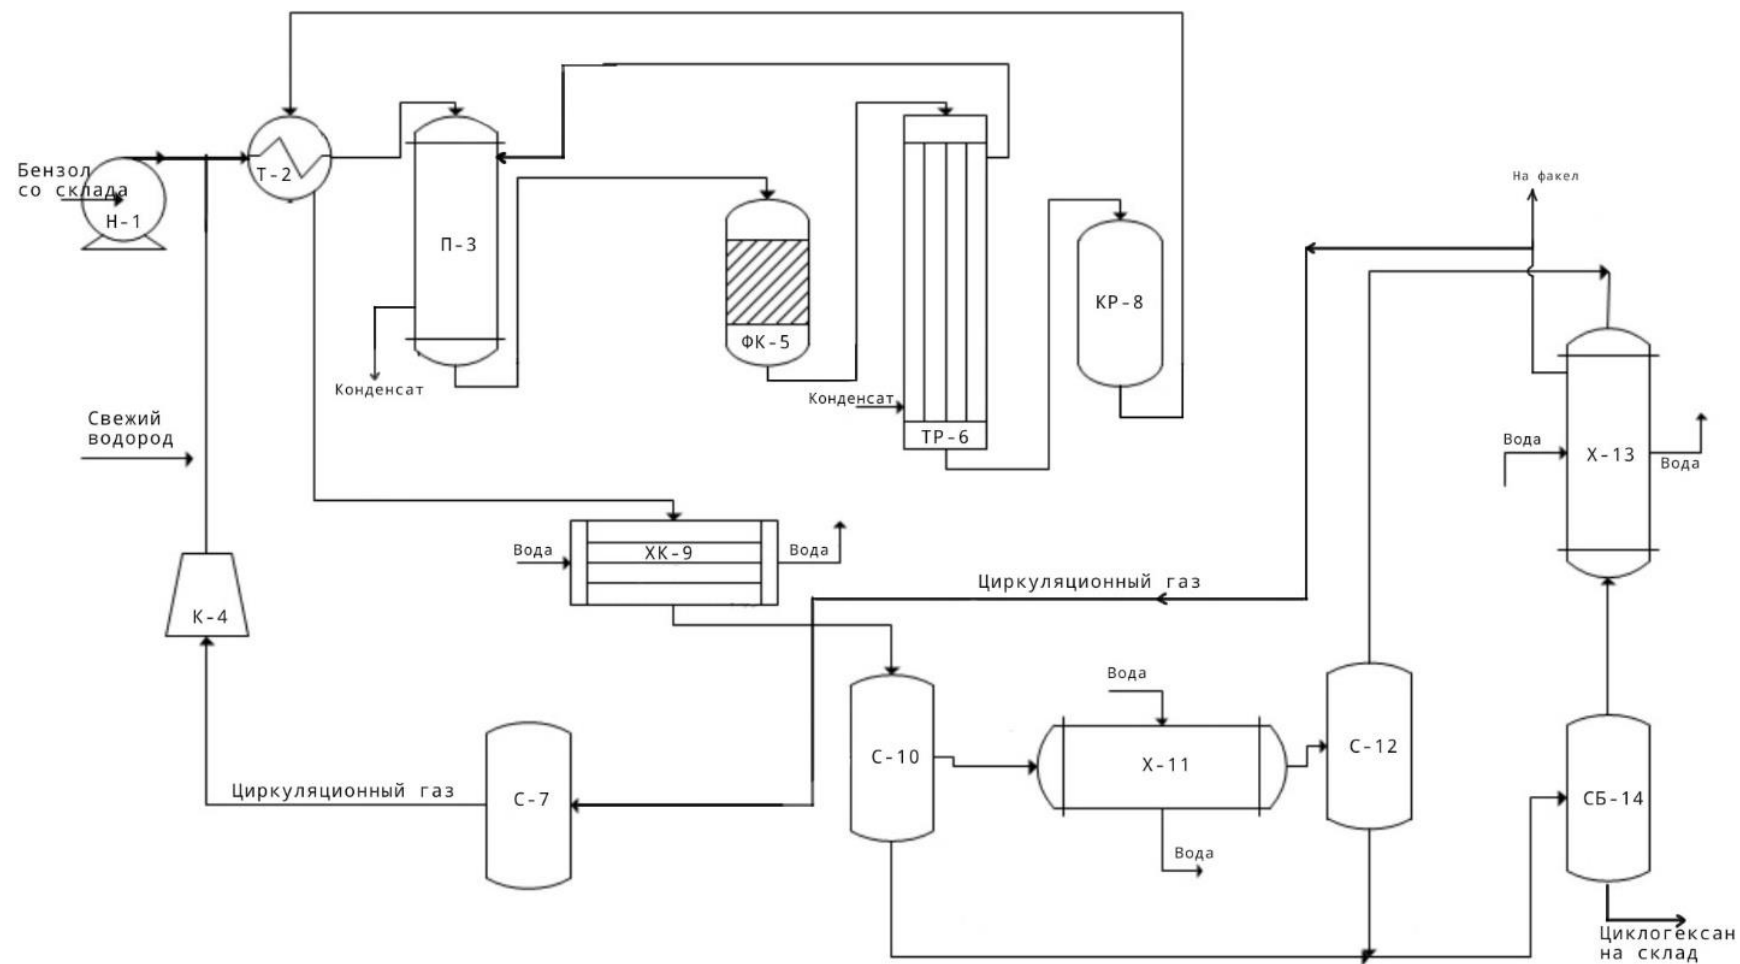 На факел
Бензол
со склада
Т-2
Н-1
П-3
КР-8
ФК-5
Конденсат
Конденсат
Свежий
водород
ТР-6
Вода
Х-13
Вода
Вода
ХК-9
Вода
Циркуляционный газ
К-4
Вода
С-10
Х-11
С-12
Циркуляционный газ
С-7
СБ-14
Вода
Циклогексан
на склад